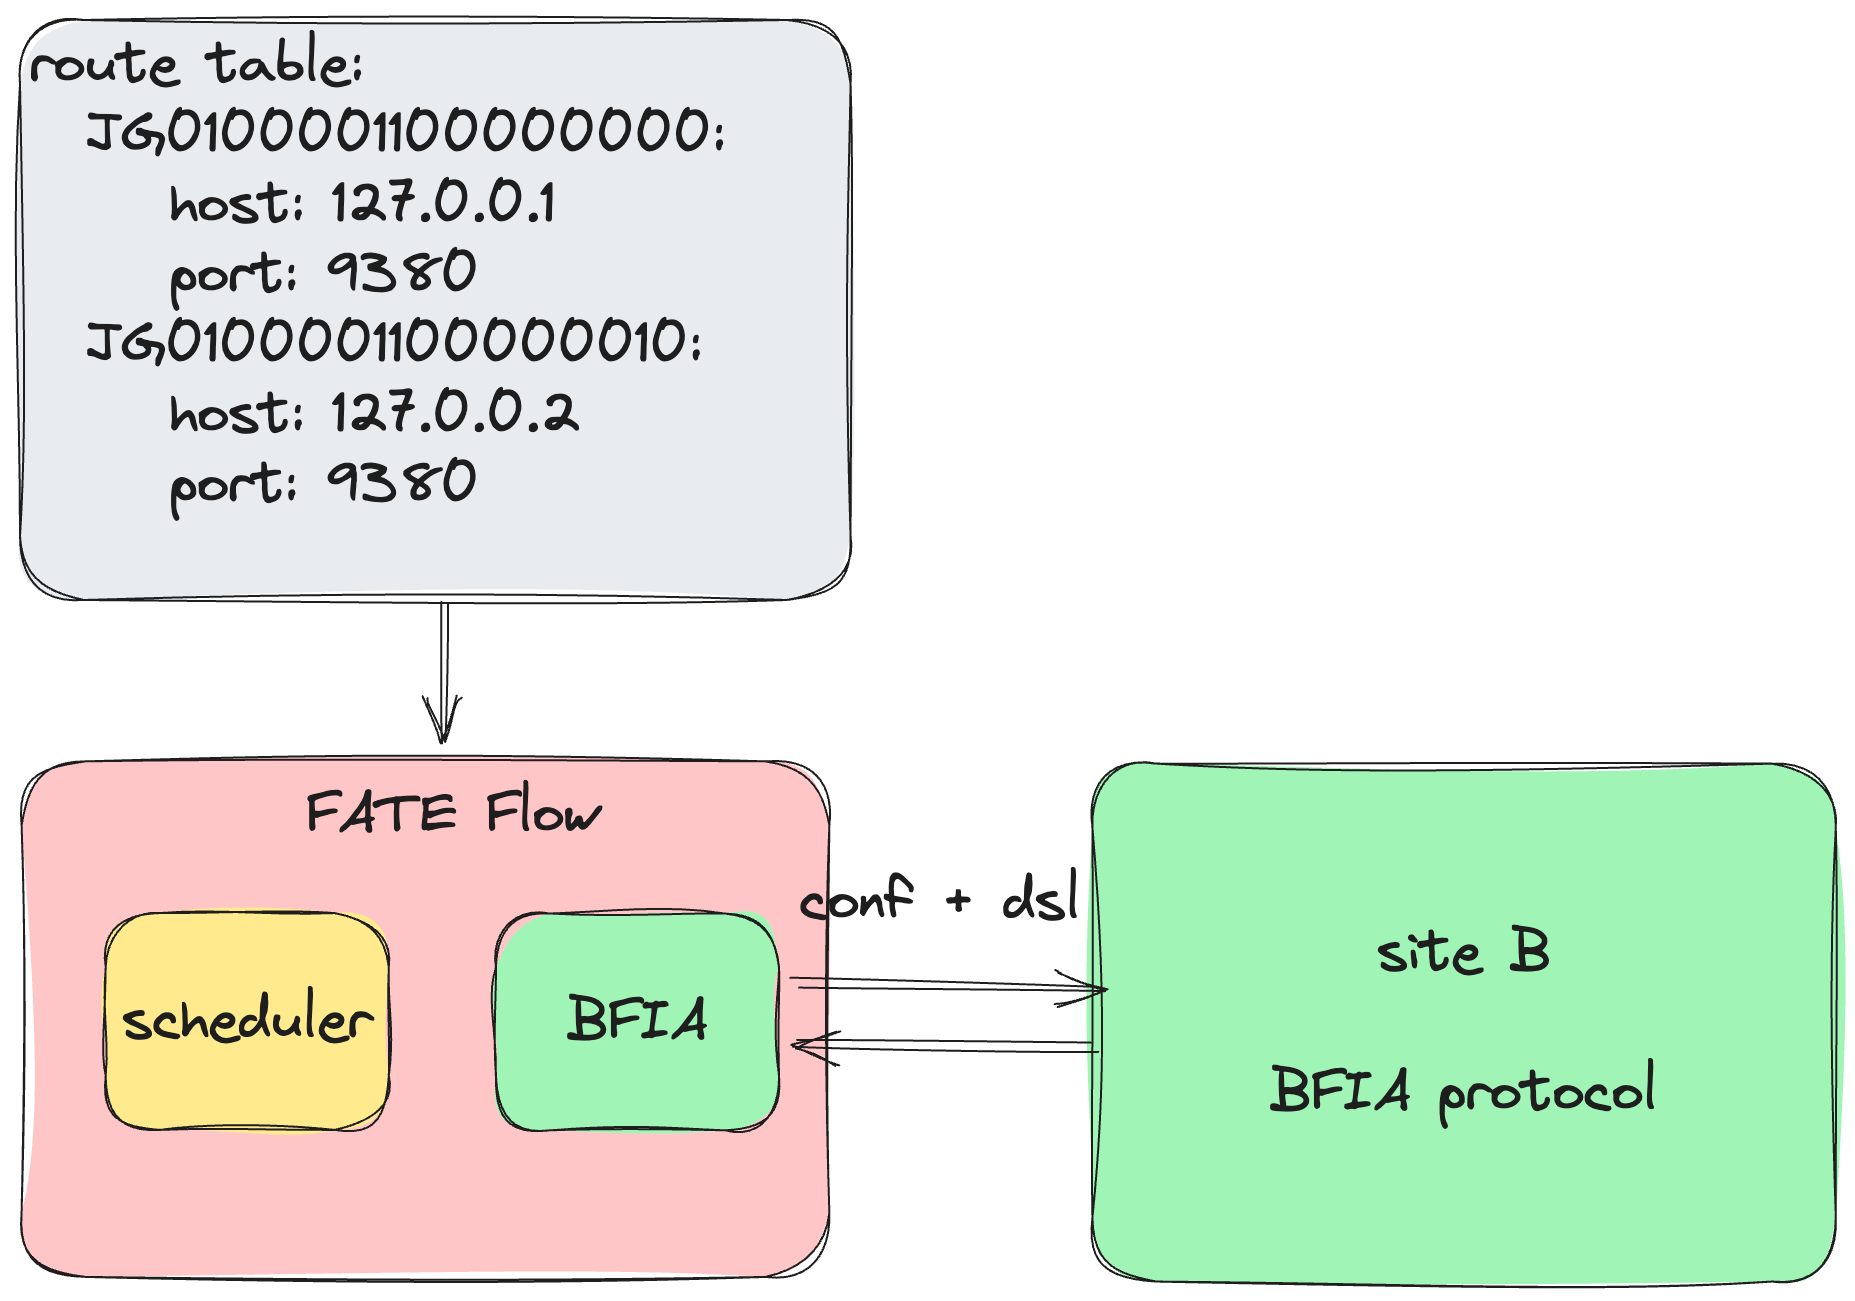 route table:
JG0100001100000000:
host: 127.0.0.1
port: 9380
JG0100001100000010:
host: 127.0.0.2
port: 9380
FATE Flow
scheduler
BFIA
conf + dsl
site B
BFIA protocol